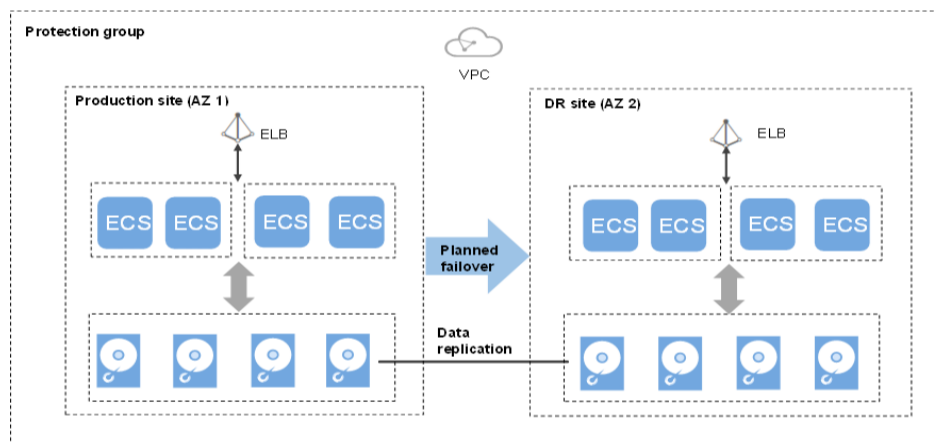 Protection group
VPC
Production site (AZ 1)
DR site (AZ 2)
ELB
ELB
ECS
ECS
ECS
ECS
ECS
ECS
ECS
ECS
Planned
failover
Data
replication